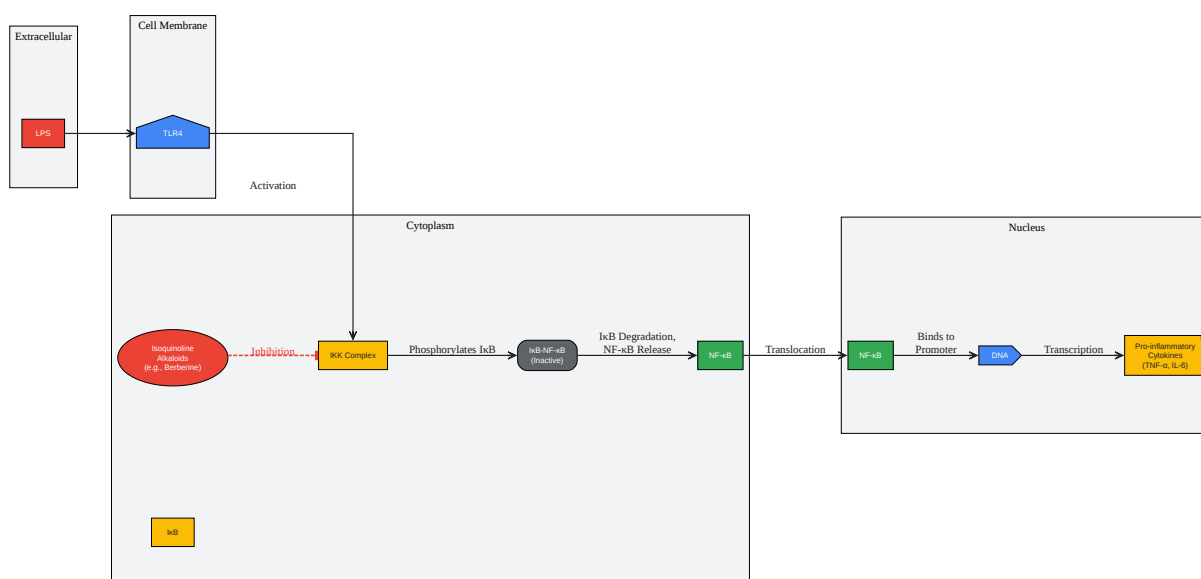 Extracellular
Cell Membrane
LPS
TLR4
Activation
Cytoplasm
Nucleus
Isoquinoline
Alkaloids
(e.g., Berberine)
Inhibition
IKK Complex
Phosphorylates IκB
IκB-NF-κB
(Inactive)
IκB Degradation,
NF-κB Release
NF-κB
Translocation
NF-κB
Binds to
Promoter
DNA
Transcription
Pro-inflammatory
Cytokines
(TNF-α, IL-6)
IκB